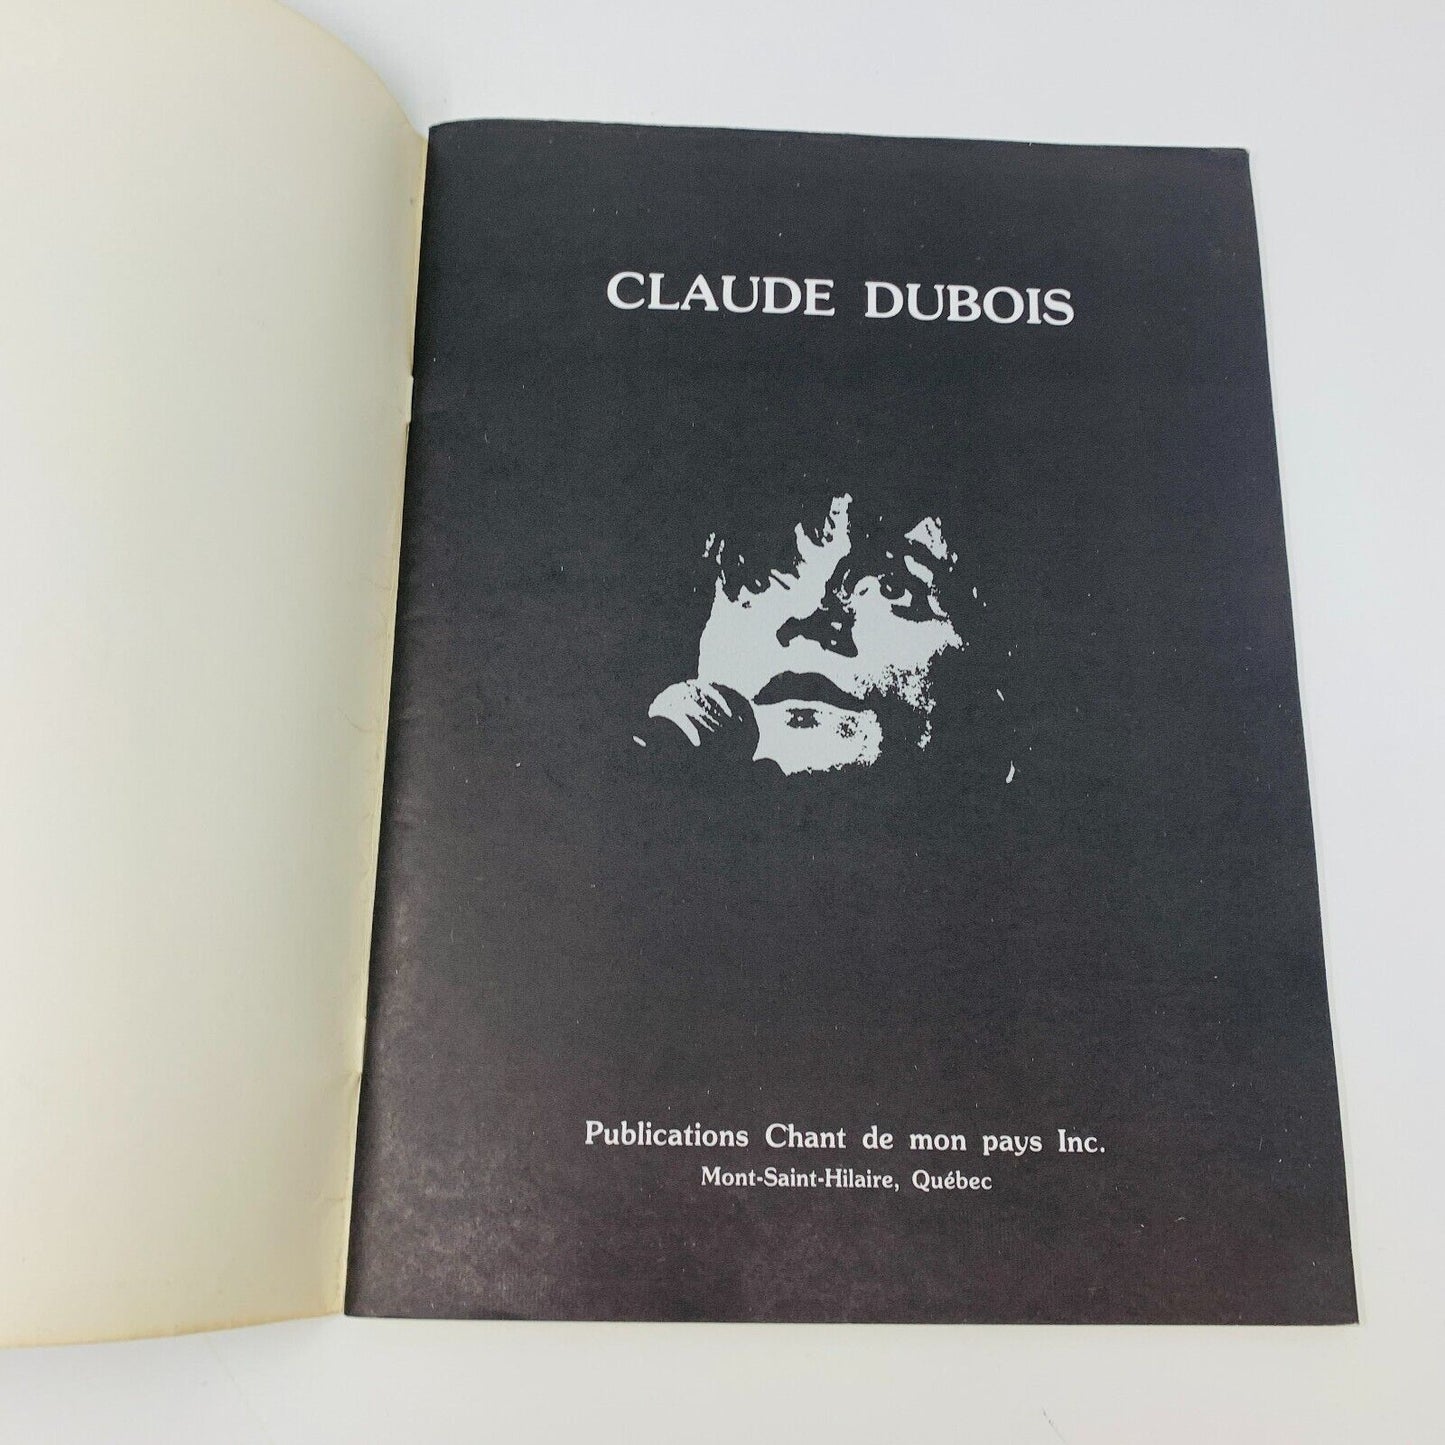 CLAUDE DUBOIS
Publications Chant de mon pays Inc.
Mont-Saint-Hilaire, Québec